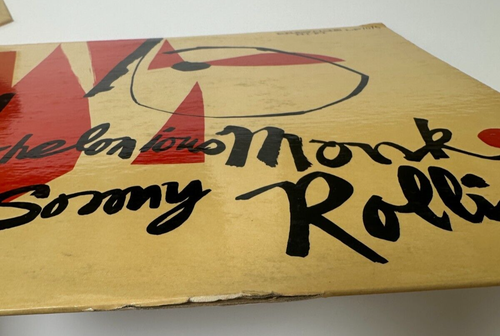 Thelonious Monk
Sonny Rolli